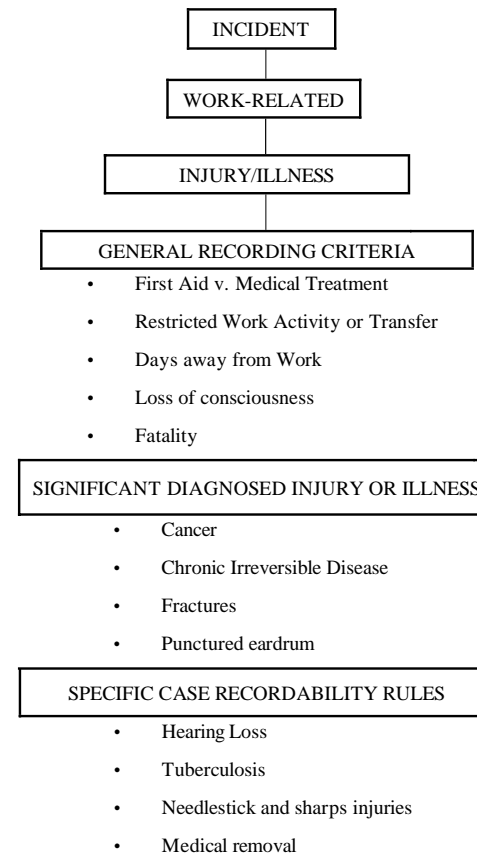 INCIDENT
WORK-RELATED
INJURY/ILLNESS
GENERAL RECORDING CRITERIA
• First Aid v. Medical Treatment
• Restricted Work Activity or Transfer
• Days away from Work
• Loss of consciousness
• Fatality
SIGNIFICANT DIAGNOSED INJURY OR ILLNESS
• Cancer
• Chronic Irreversible Disease
• Fractures
• Punctured eardrum
SPECIFIC CASE RECORDABILITY RULES
• Hearing Loss
• Tuberculosis
• Needlestick and sharps injuries
• Medical removal